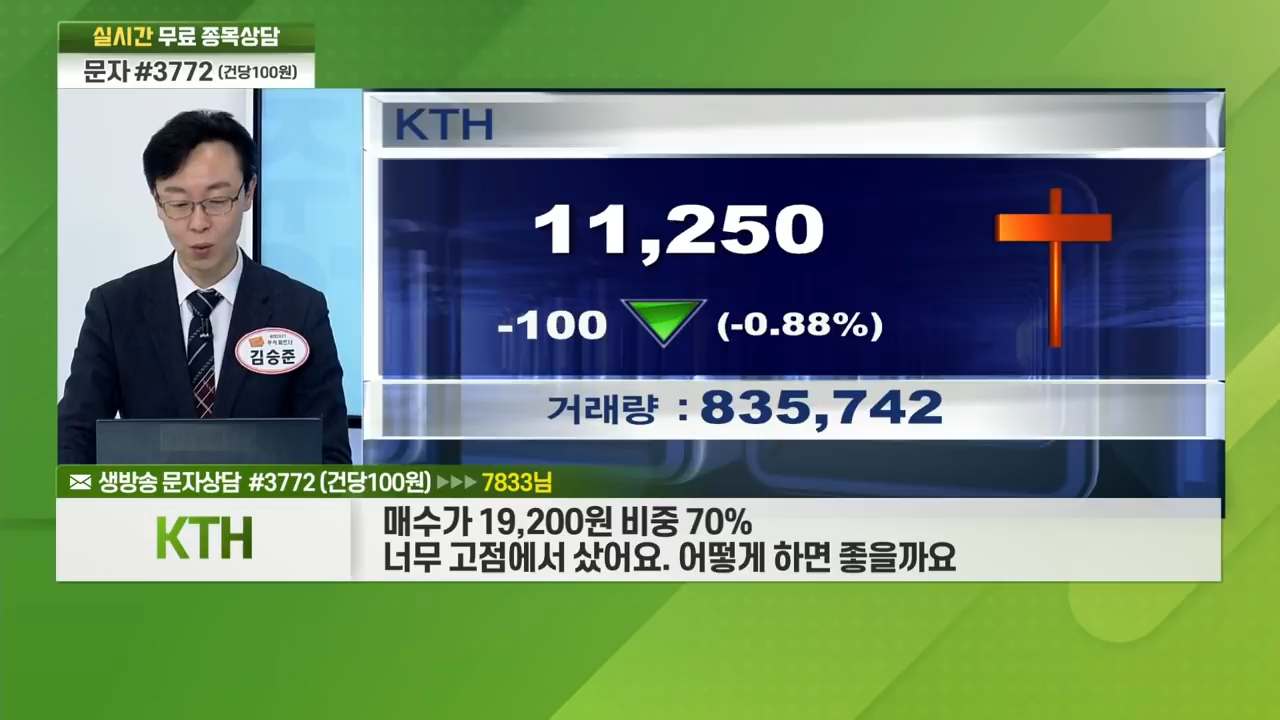 실시간 무료 종목상담
문자 #3772 (건당100원)
KTH
11,250
-100 (-0.88%)
거래량 : 835,742
김승준
생방송 문자상담 #3772 (건당100원) ▶▶▶ 7833님
KTH
매수가 19,200원 비중 70%
너무 고점에서 샀어요. 어떻게 하면 좋을까요